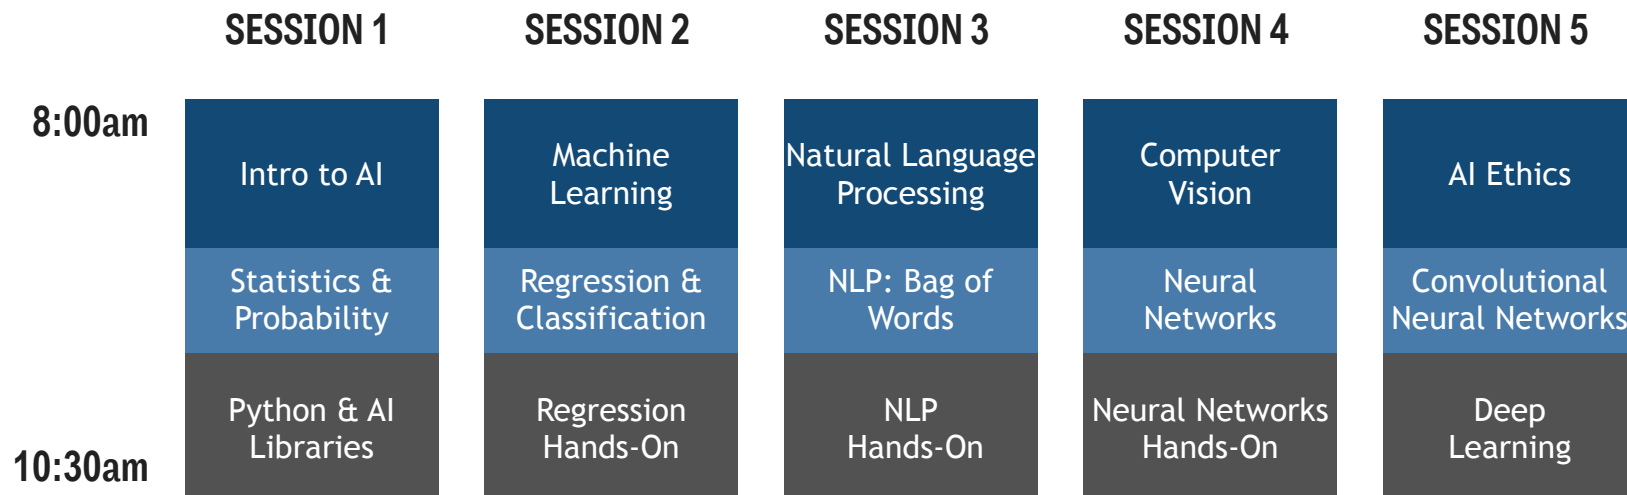 SESSION 1 SESSION 2 SESSION 3 SESSION 4 SESSION 5
8:00am
Intro to AI
Machine
Learning
Natural Language
Processing
Computer
Vision
AI Ethics
Statistics &
Probability
Regression &
Classification
NLP: Bag of
Words
Neural
Networks
Convolutional
Neural Networks
Python & AI
Libraries
Regression
Hands-On
NLP
Hands-On
Neural Networks
Hands-On
Deep
Learning
10:30am